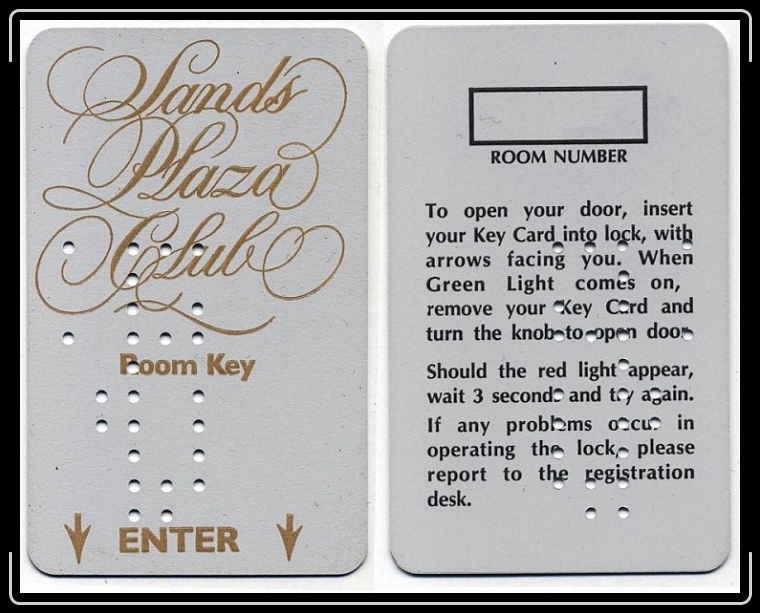 Sands
Plaza
Club
Room Key
ENTER
ROOM NUMBER
To open your door, insert
your Key Card into lock, with
arrows facing you. When
Green Light comes on,
remove your Key Card and
turn the knob to open door.
Should the red light appear,
wait 3 seconds and try again.
If any problems occur in
operating the lock, please
report to the registration
desk.